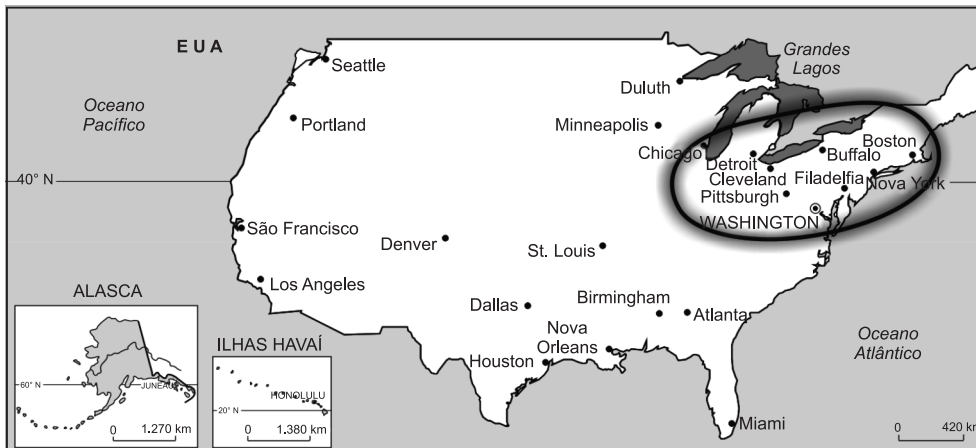 E U A
Grandes
Lagos
Seattle
Duluth
Oceano
Pacífico
Portland
Minneapolis
Boston
Chicago
Buffalo
Detroit
Cleveland
Filadelfia
40° N
Nova York
Pittsburgh
WASHINGTON
São Francisco
Denver
St. Louis
Los Angeles
ALASCA
Dallas
Birmingham
Atlanta
Nova
Orleans
Oceano
Atlântico
ILHAS HAVAÍ
Houston
60° N
JUNEAU
HONOLULU
20° N
Miami
0 1.270 km
0 1.380 km
0 420 km